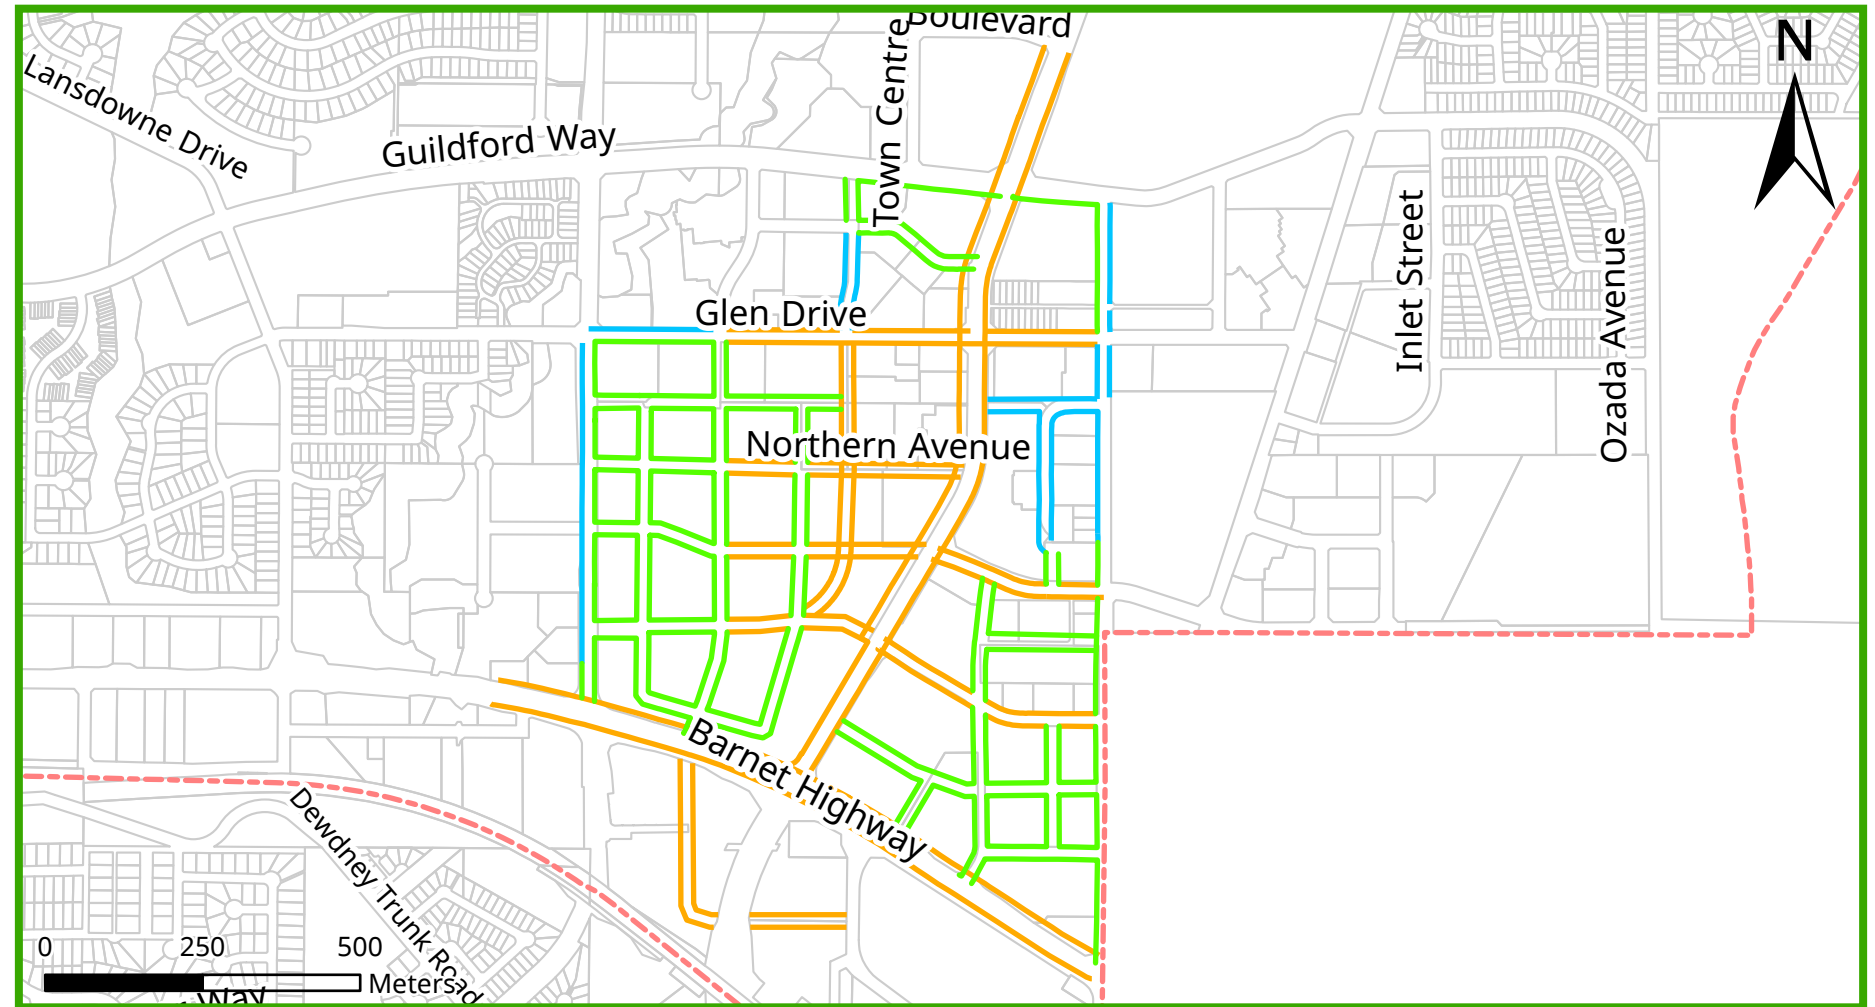 Boulevard
N
Town Centre
Lansdowne Drive
Guildford Way
Inlet Street
Ozada Avenue
Glen Drive
Northern Avenue
Barnet Highway
Dewdney Trunk Road
0 250 500
Meters
Way